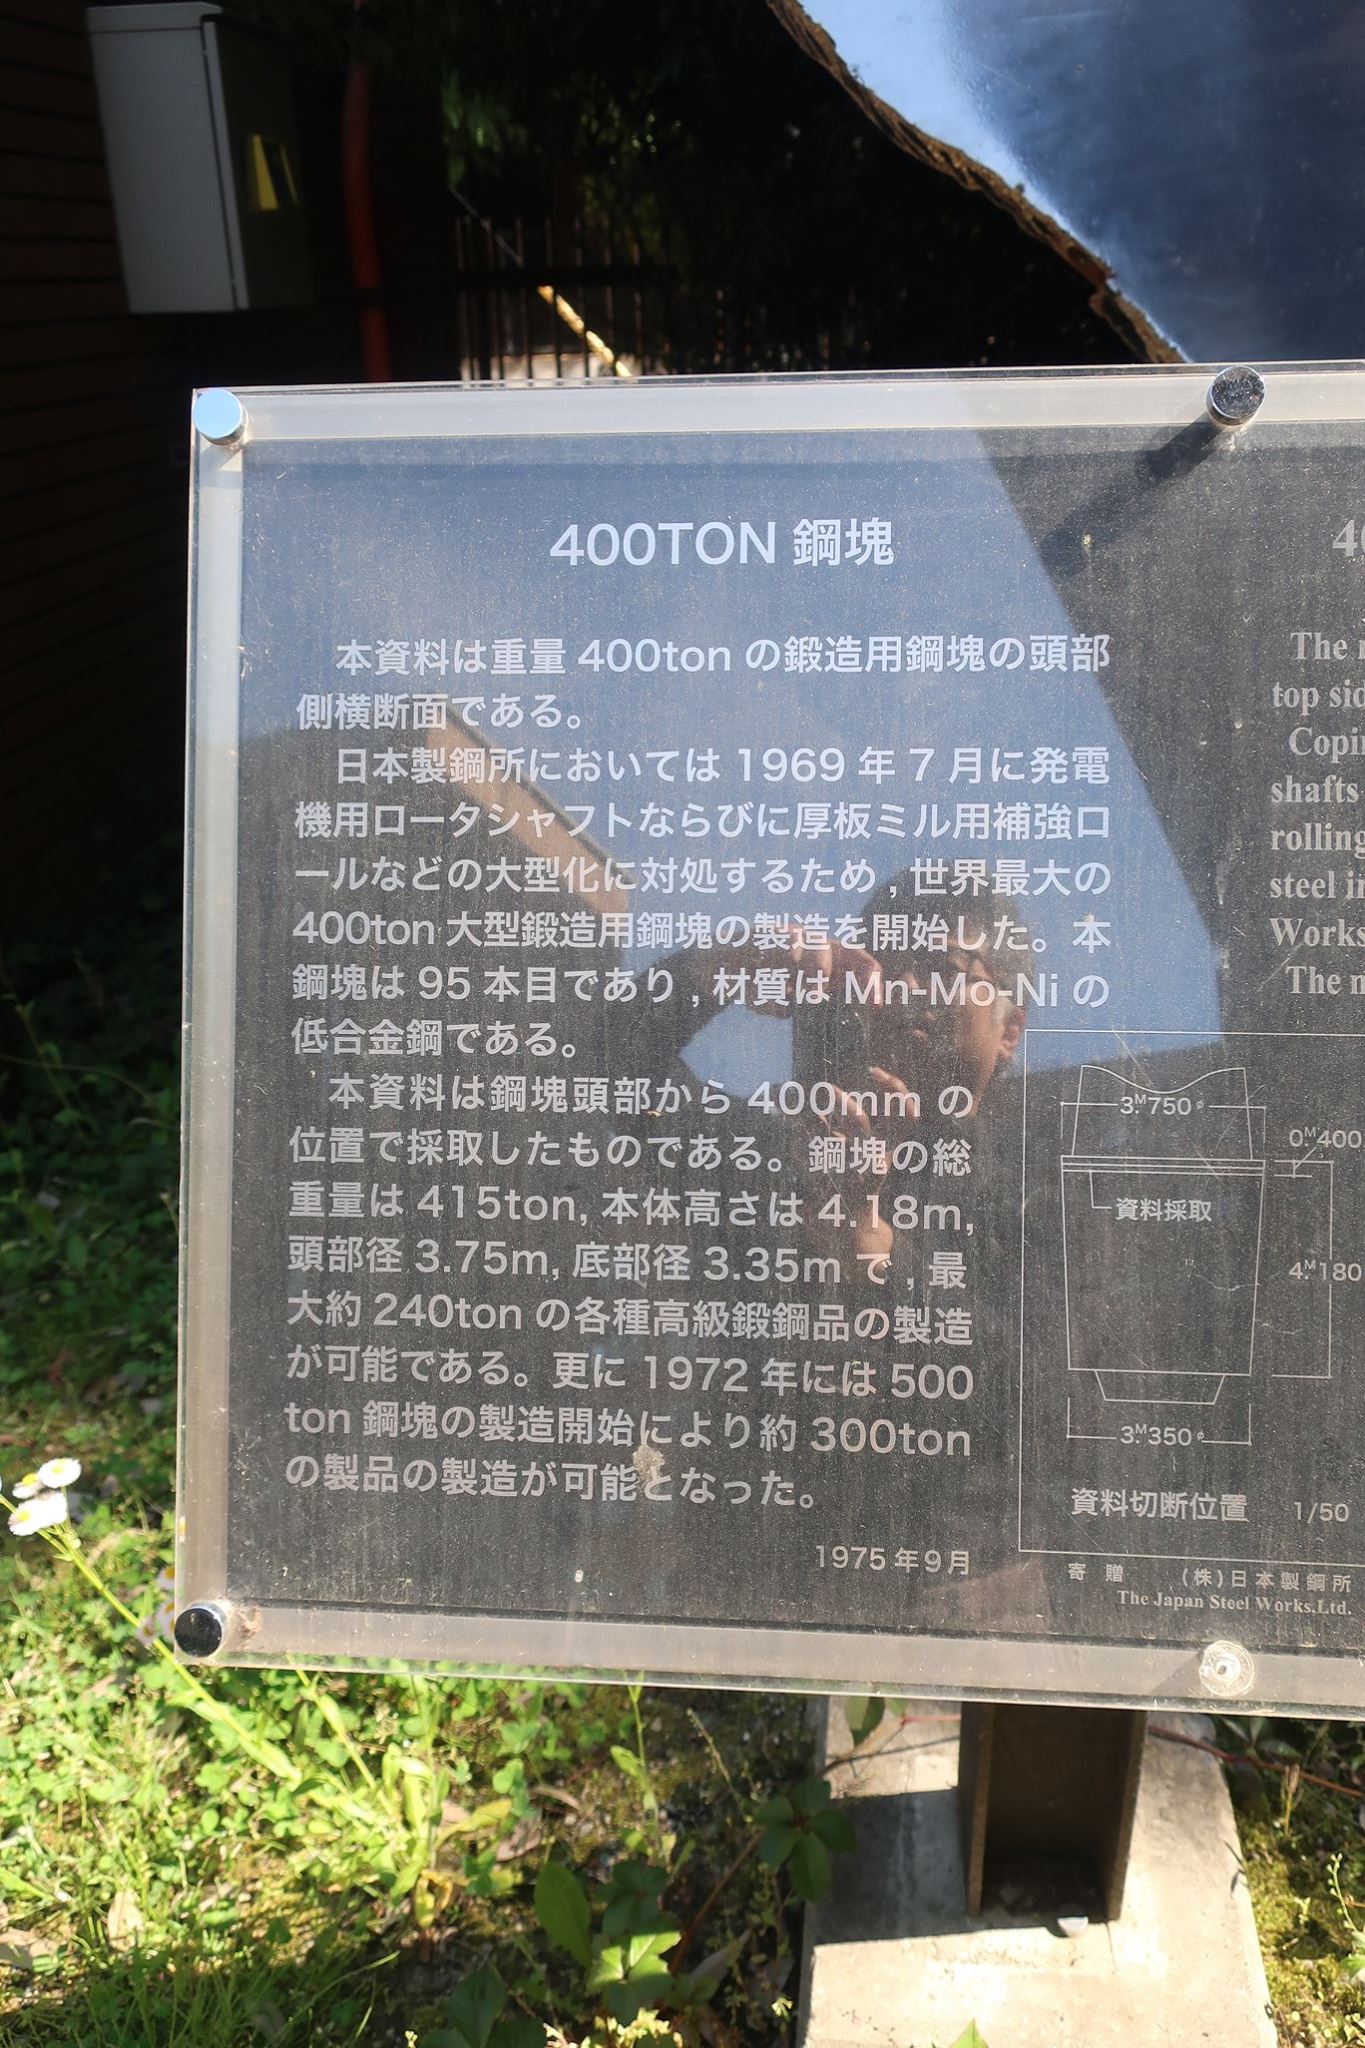 400TON 鋼塊
本資料は重量 400ton の鍛造用鋼塊の頭部
側横断面である。
日本製鋼所においては 1969 年 7 月に発電
機用ロータシャフトならびに厚板ミル用補強ロ
ールなどの大型化に対処するため , 世界最大の
400ton 大型鍛造用鋼塊の製造を開始した。本
鋼塊は 95 本目であり , 材質は Mn-Mo-Ni の
低合金鋼である。
本資料は鋼塊頭部から 400mm の
位置で採取したものである。鋼塊の総
重量は 415ton, 本体高さは 4.18m,
頭部径 3.75m, 底部径 3.35m で , 最
大約 240ton の各種高級鍛鋼品の製造
が可能である。更に 1972 年には 500
ton 鋼塊の製造開始により約 300ton
の製品の製造が可能となった。
1975 年 9 月
40
The
top sid
Copi
shafts
rolling
steel i
Works
The
3.ᴹ750φ
0.ᴹ400
資料採取
4.ᴹ180
3.ᴹ350φ
資料切断位置 1/50
寄 贈 (株)日本製鋼所
The Japan Steel Works.Ltd.